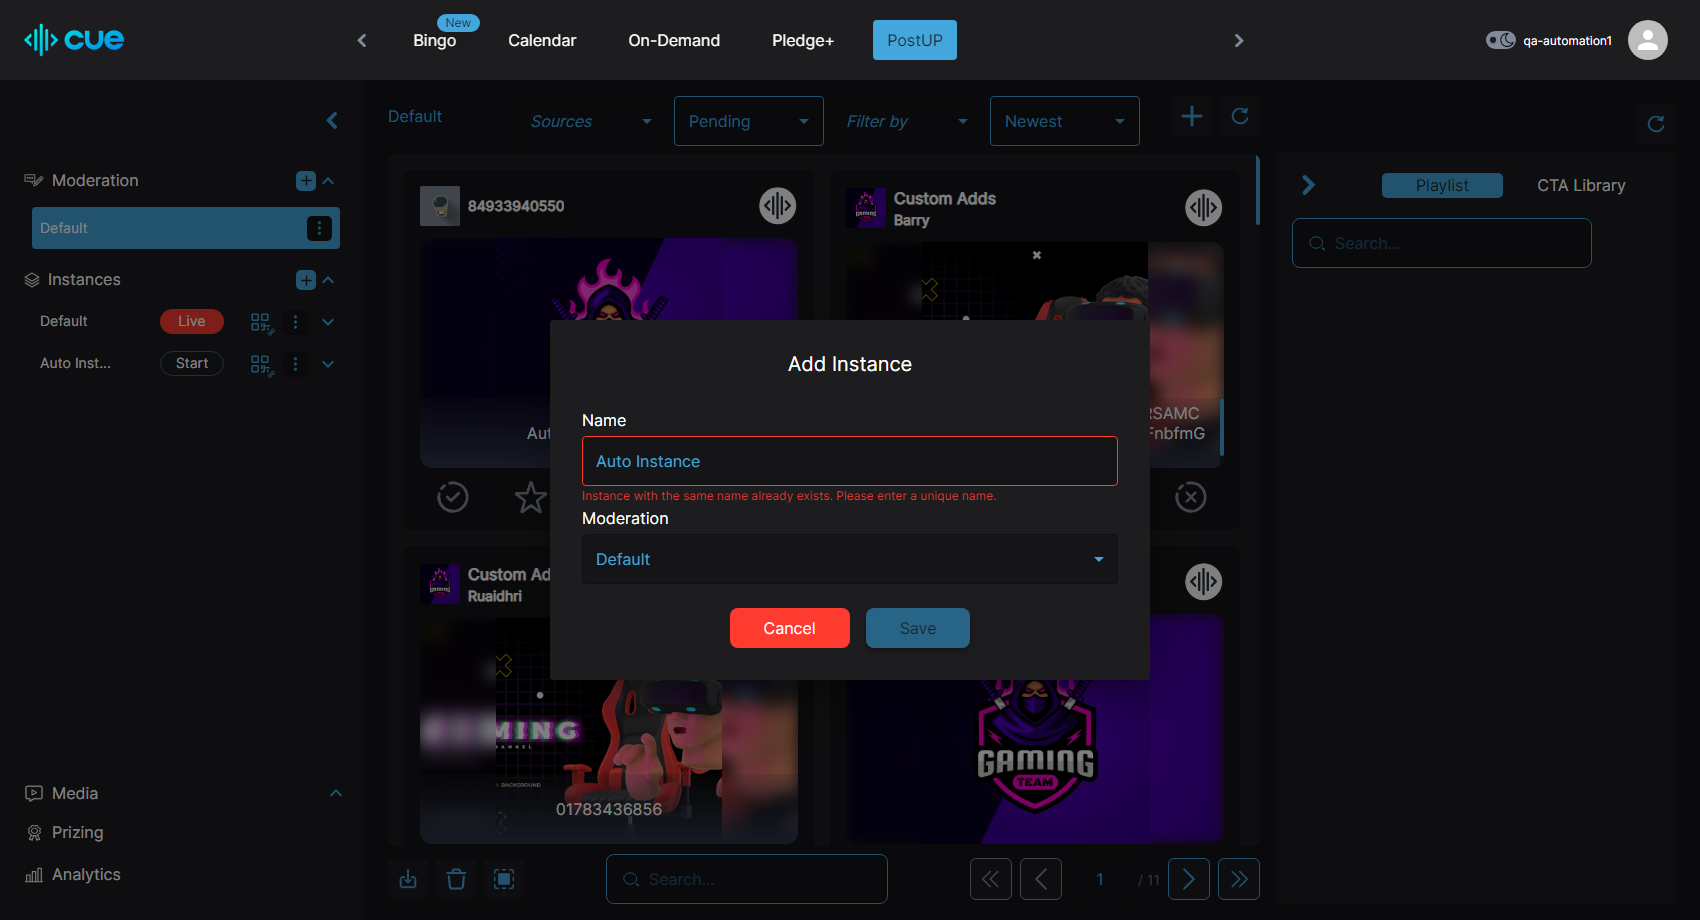 cue
New
Bingo
Calendar
On-Demand
Pledge+
PostUP
qa-automation1
Default
Sources
Pending
Filter by
Newest
Moderation
Default
Instances
Default
Live
Auto Inst...
Start
Media
Prizing
Analytics
84933940550
Custom Adds
Barry
Playlist
CTA Library
Search...
Aut
RSAMC
FnbfmG
Add Instance
Name
Auto Instance
Instance with the same name already exists. Please enter a unique name.
Moderation
Default
Cancel
Save
Custom Ad
Ruaidhri
MING
BACKGROUND
01783436856
GAMING
TEAM
Search...
1
/ 11